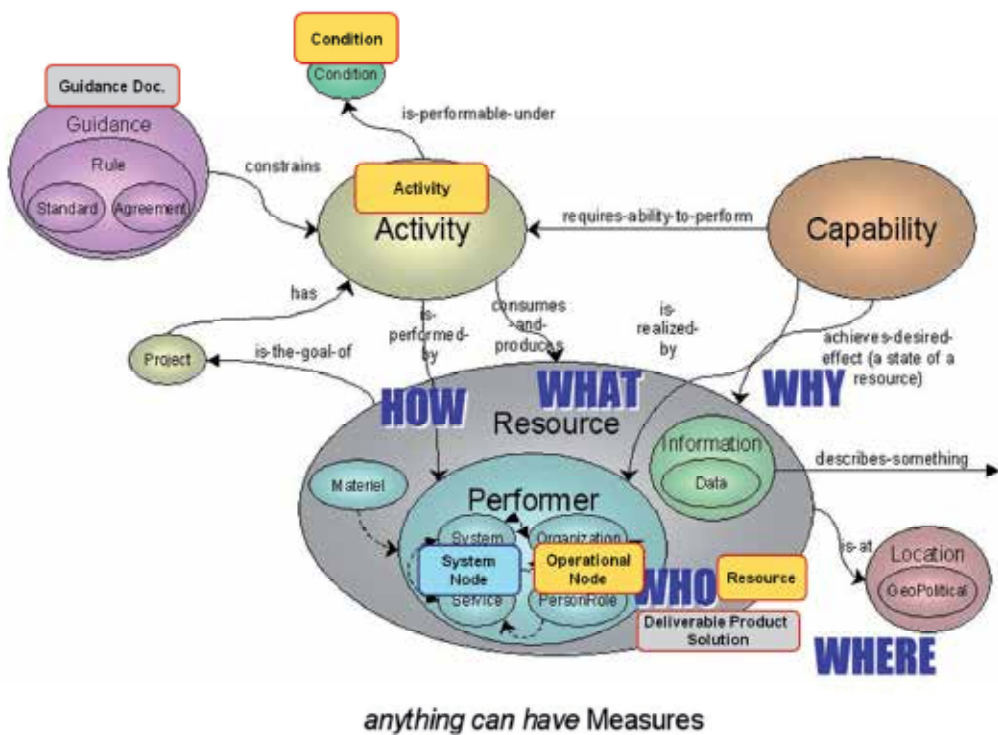 Condition
Condition
Guidance Doc.
Guidance
Rule
Standard
Agreement
constrains
is-performable-under
Activity
Activity
requires-ability-to-perform
Capability
has
Project
is-the-goal-of
is-
performed-
by
consumes
-and-
produces
is-
realized-
by
achieves-desired-
effect (a state of a
resource)
HOW
WHAT
WHY
Resource
Information
Data
describes-something
Materiel
Performer
System
Organization
System
Node
Operational
Node
Service
PersonRole
WHO
Resource
Deliverable Product
Solution
is-at
Location
GeoPolitical
WHERE
anything can have Measures